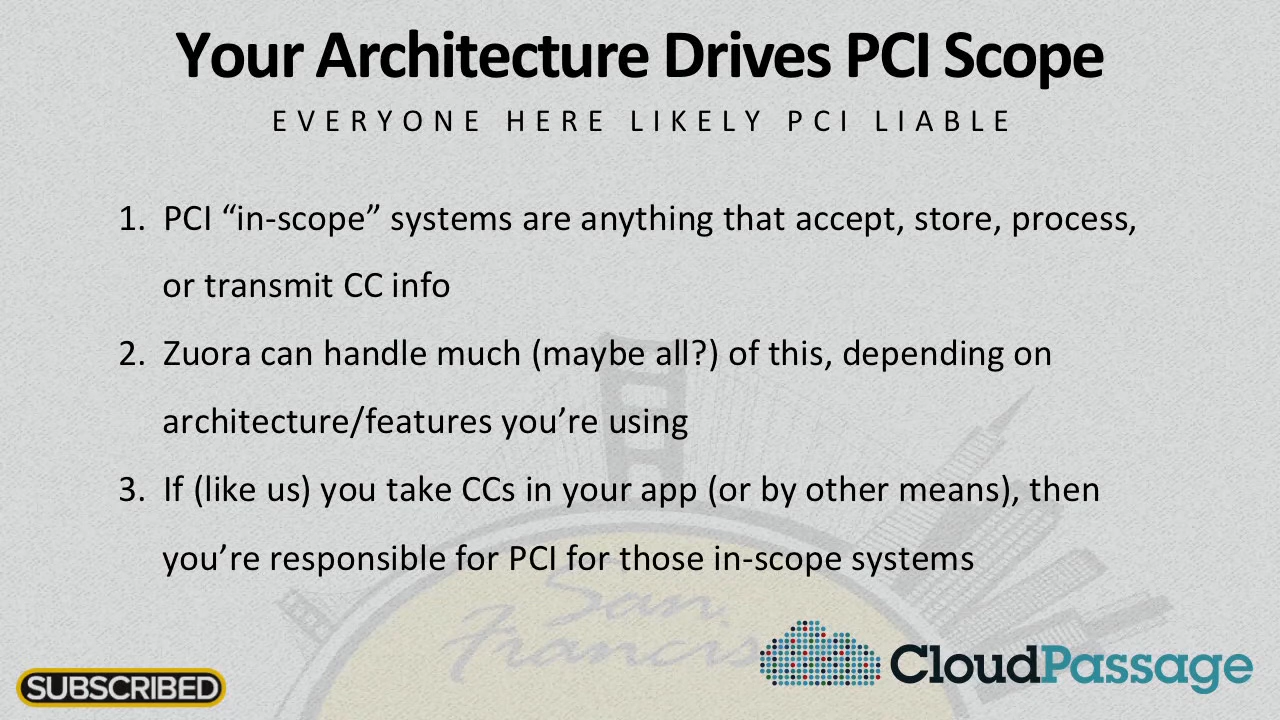 Your Architecture Drives PCI Scope
EVERYONE HERE LIKELY PCI LIABLE
1. PCI “in-scope” systems are anything that accept, store, process,
or transmit CC info
2. Zuora can handle much (maybe all?) of this, depending on
architecture/features you’re using
3. If (like us) you take CCs in your app (or by other means), then
you’re responsible for PCI for those in-scope systems
San
SUBSCRIBED
CloudPassage